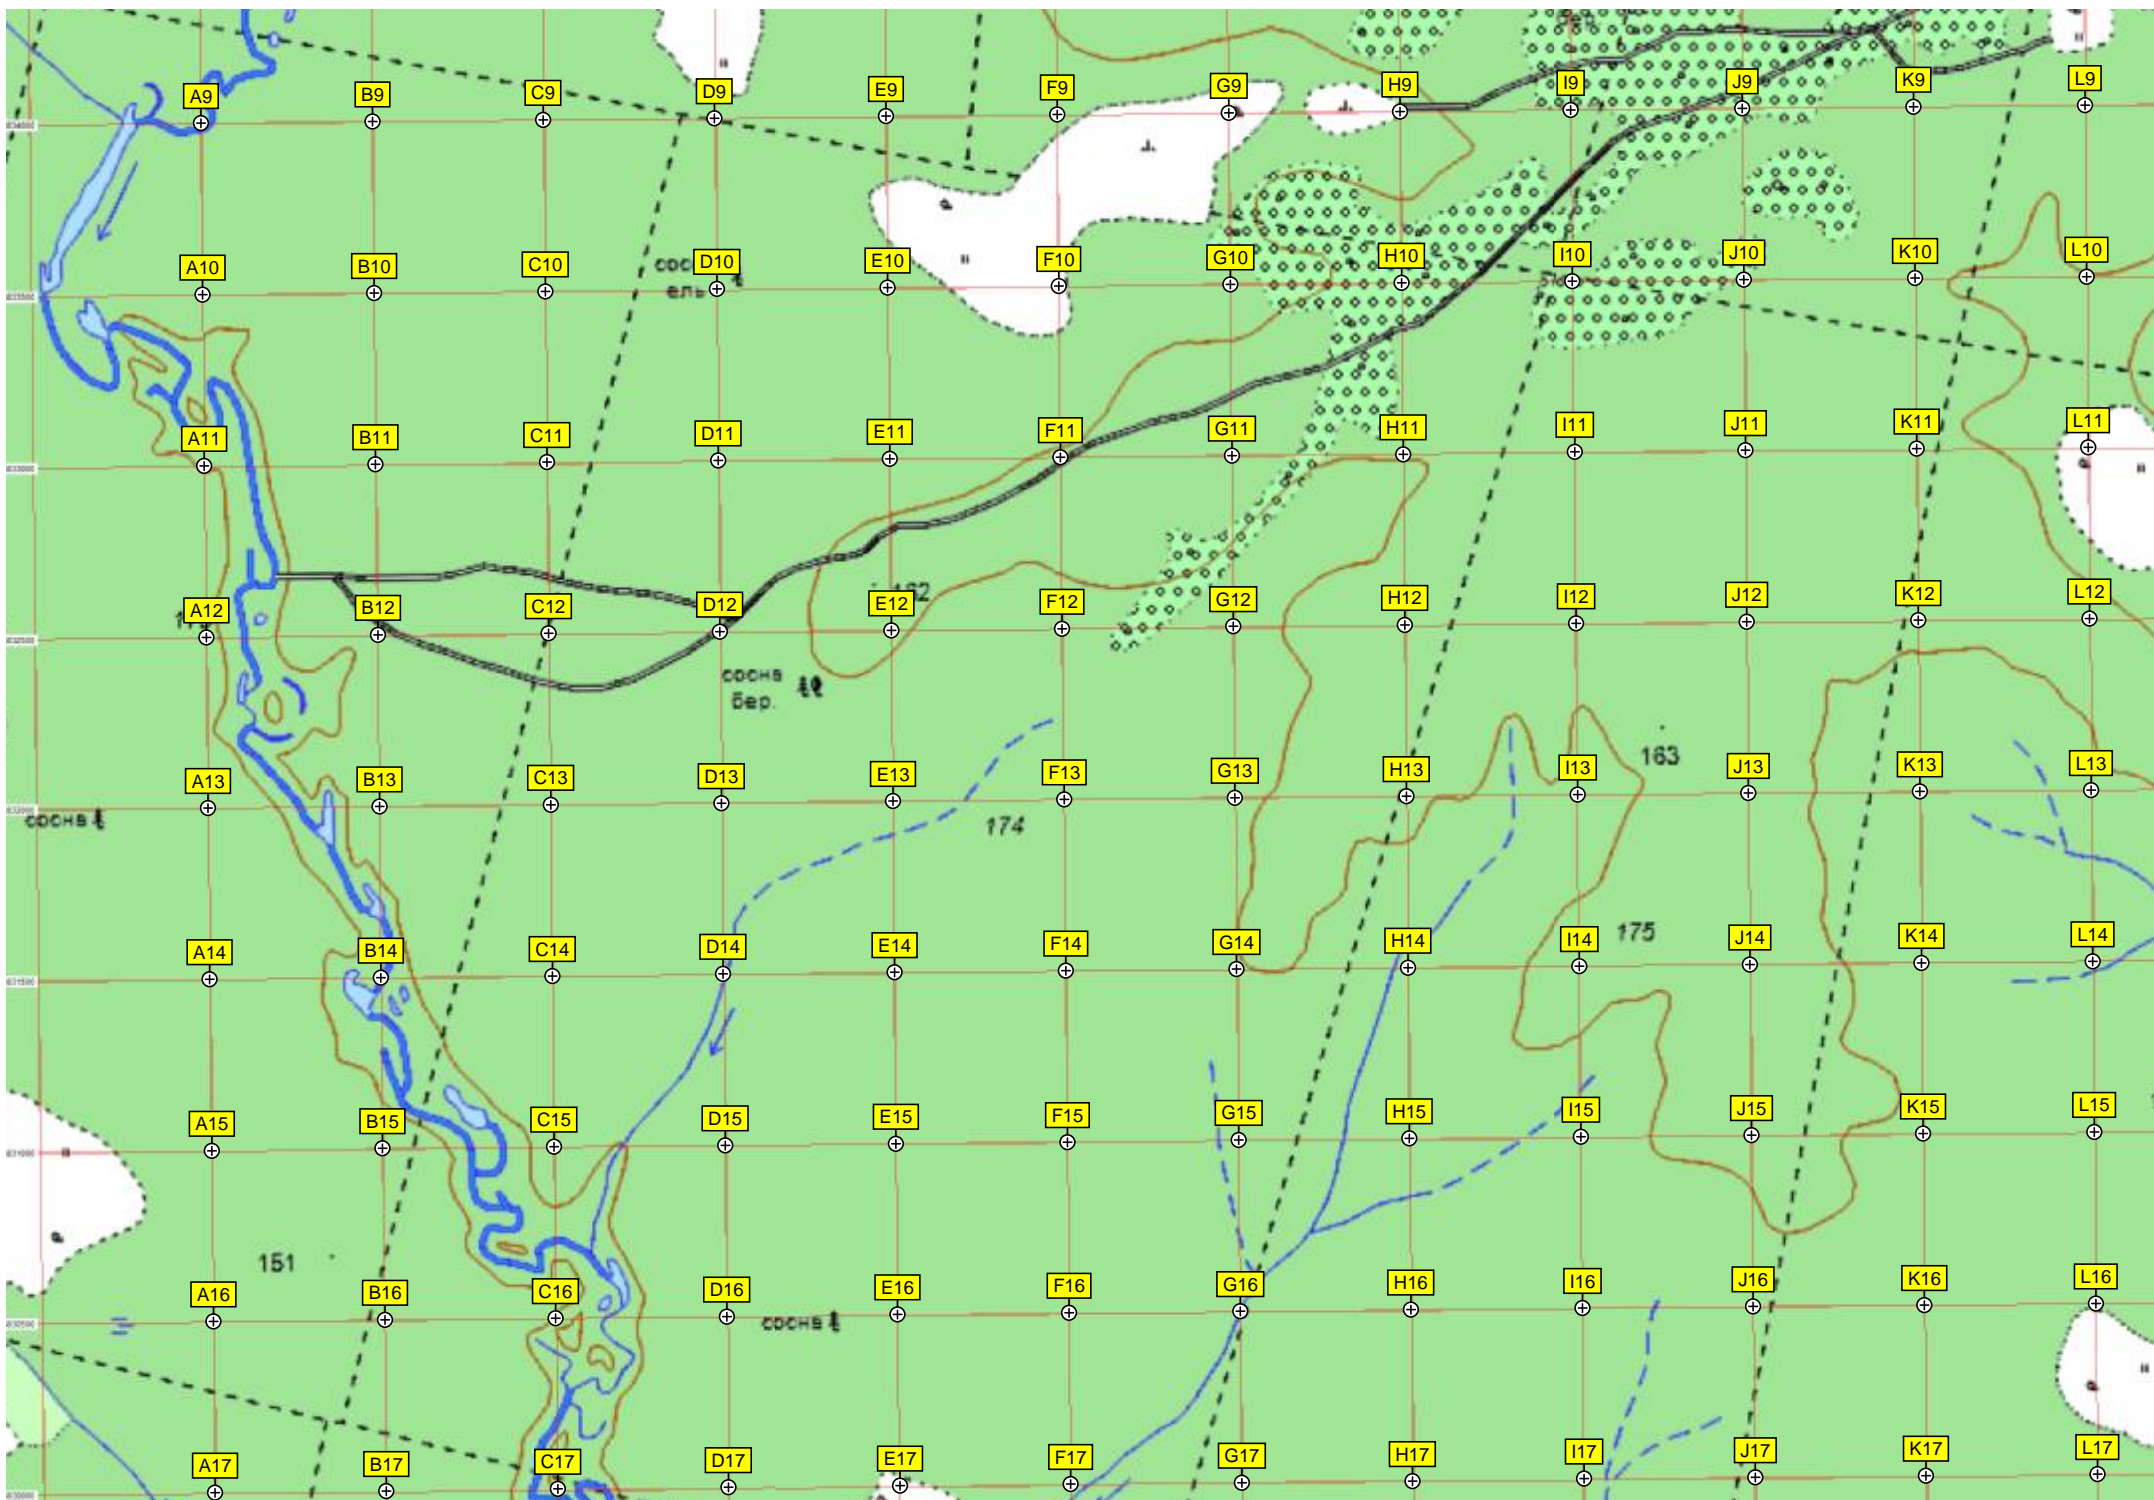 A9 B9 C9 D9 E9 F9 G9 H9 I9 J9 K9 L9
A10 B10 C10 D10 E10 F10 G10 H10 I10 J10 K10 L10
ель
A11 B11 C11 D11 E11 F11 G11 H11 I11 J11 K11 L11
A12 B12 C12 D12 E12 F12 G12 H12 I12 J12 K12 L12
сосна
бер.
163
A13 B13 C13 D13 E13 F13 G13 H13 I13 J13 K13 L13
сосна
174
175
A14 B14 C14 D14 E14 F14 G14 H14 I14 J14 K14 L14
A15 B15 C15 D15 E15 F15 G15 H15 I15 J15 K15 L15
151
A16 B16 C16 D16 E16 F16 G16 H16 I16 J16 K16 L16
сосна
A17 B17 C17 D17 E17 F17 G17 H17 I17 J17 K17 L17